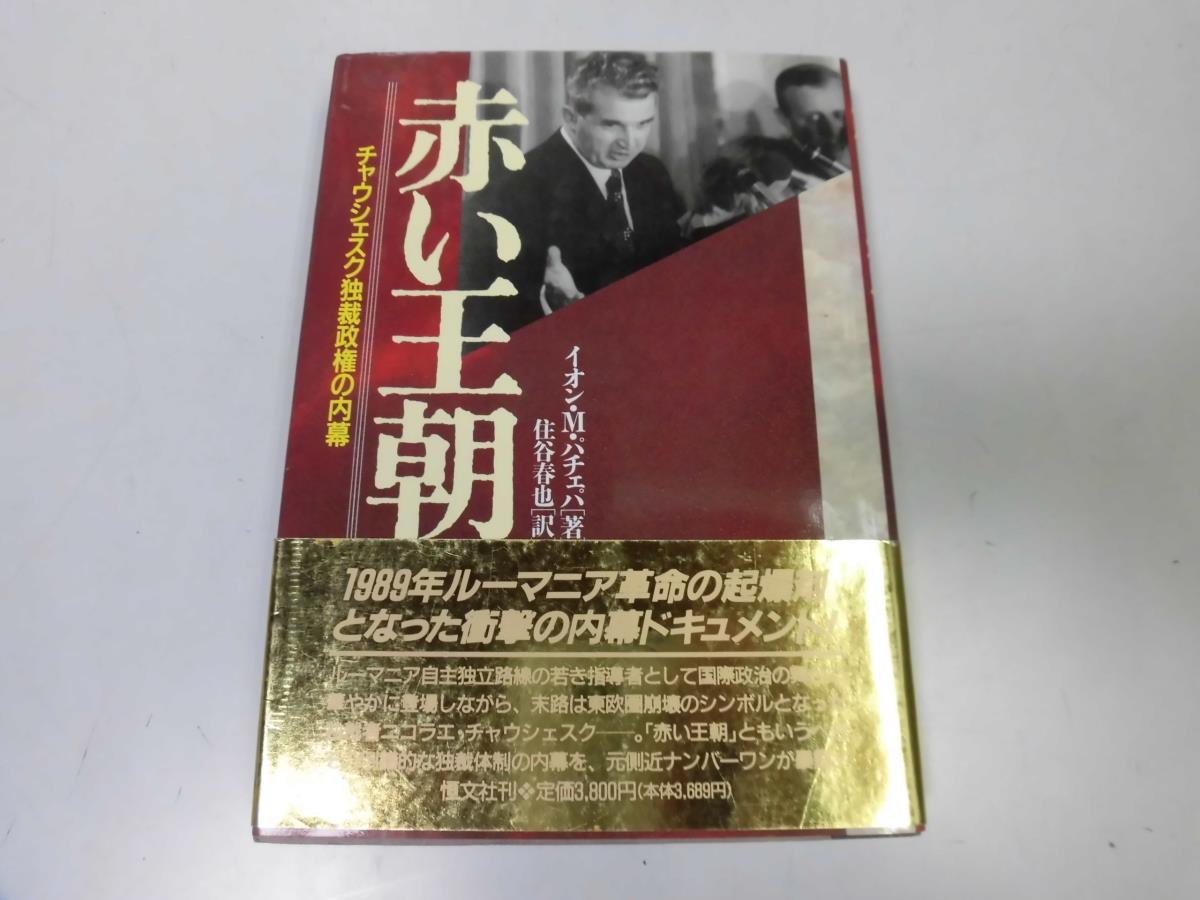 赤い王朝
チャウシェスク独裁政権の内幕
イオン・M・パチェパ[著]
住谷春也[訳]
1989年ルーマニア革命の起爆剤
となった衝撃の内幕ドキュメント!
ルーマニア自主独立路線の若き指導者として国際政治の
やかに登場しながら、末路は東欧圏崩壊のシンボルとなっ
ニコラエ・チャウシェスク——。「赤い王朝」ともいう
的な独裁体制の内幕を、元側近ナンバーワンが
恒文社刊❖定価3,800円(本体3,689円)